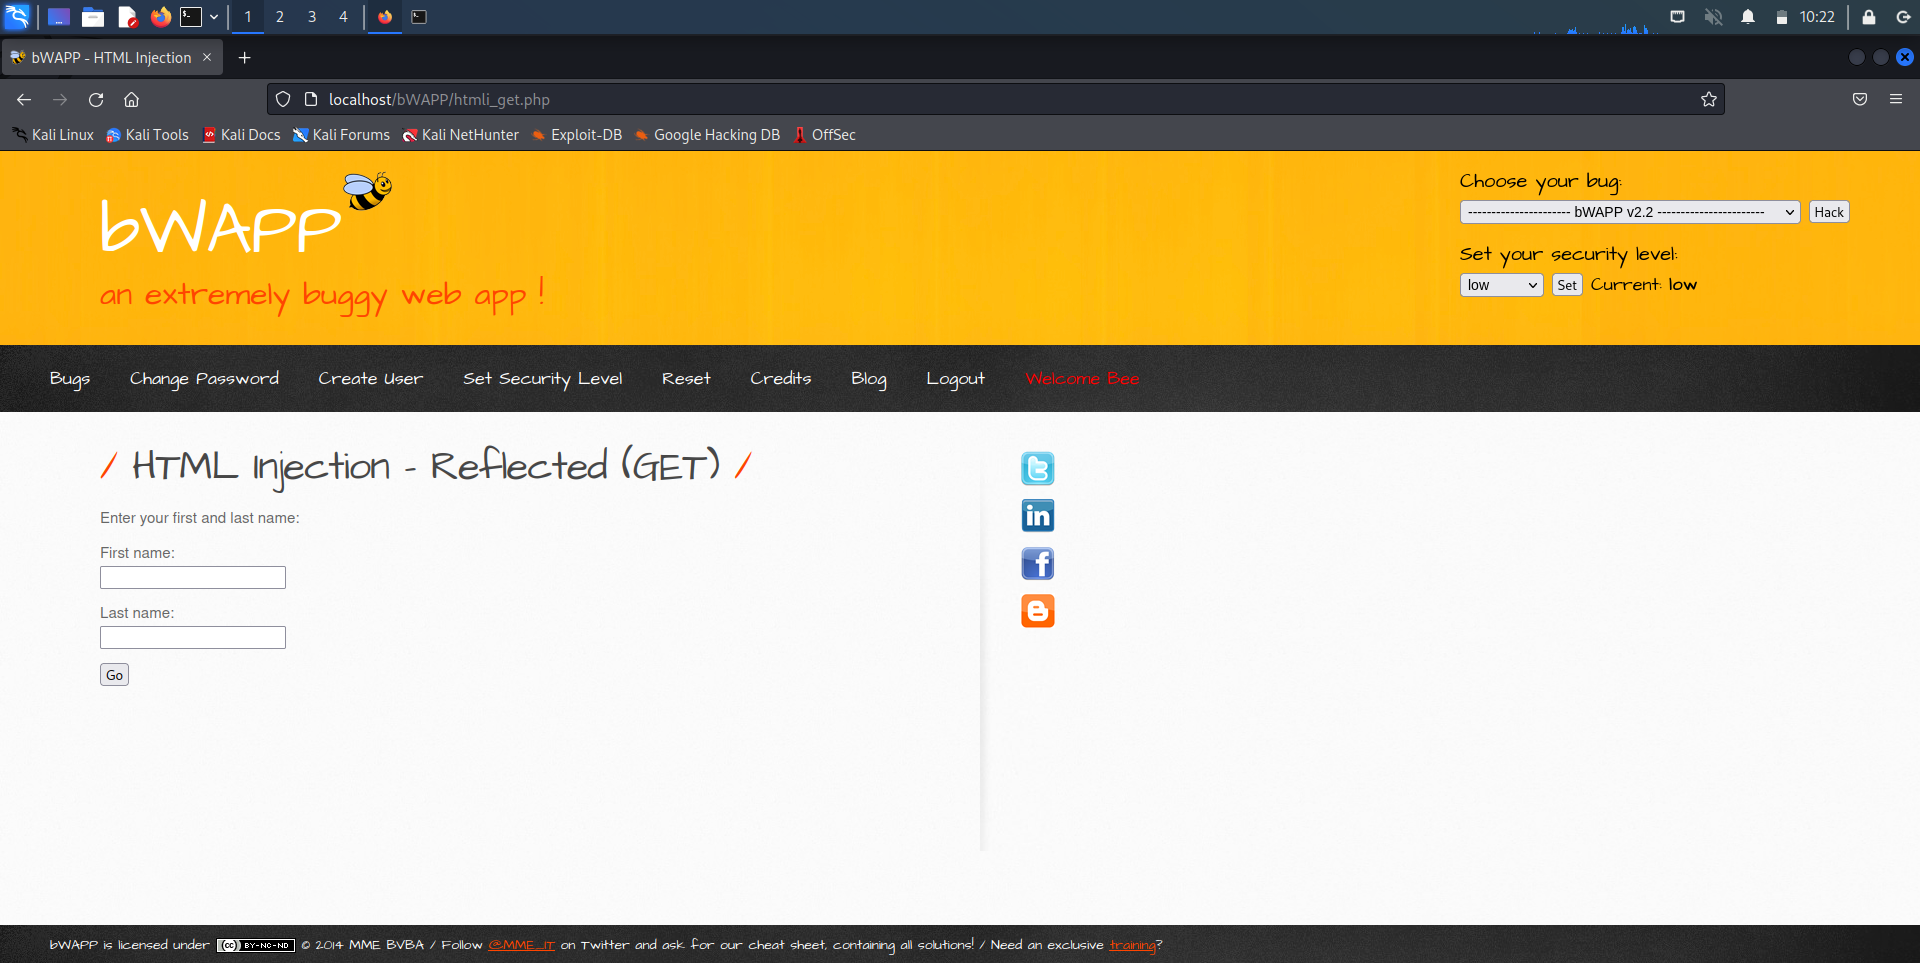 1 2 3 4 10:22
bWAPP - HTML Injection
localhost/bWAPP/htmli_get.php
Kali Linux Kali Tools Kali Docs Kali Forums Kali NetHunter Exploit-DB Google Hacking DB OffSec
bWAPP
an extremely buggy web app !
Choose your bug:
---------------------- bWAPP v2.2 ----------------------- Hack
Set your security level:
low Set Current: low
Bugs Change Password Create User Set Security Level Reset Credits Blog Logout Welcome Bee
/ HTML Injection - Reflected (GET) /
Enter your first and last name:
First name:
Last name:
Go
bWAPP is licensed under (cc) BY-NC-ND © 2014 MME BVBA / Follow @MME_IT on Twitter and ask for our cheat sheet, containing all solutions! / Need an exclusive training?